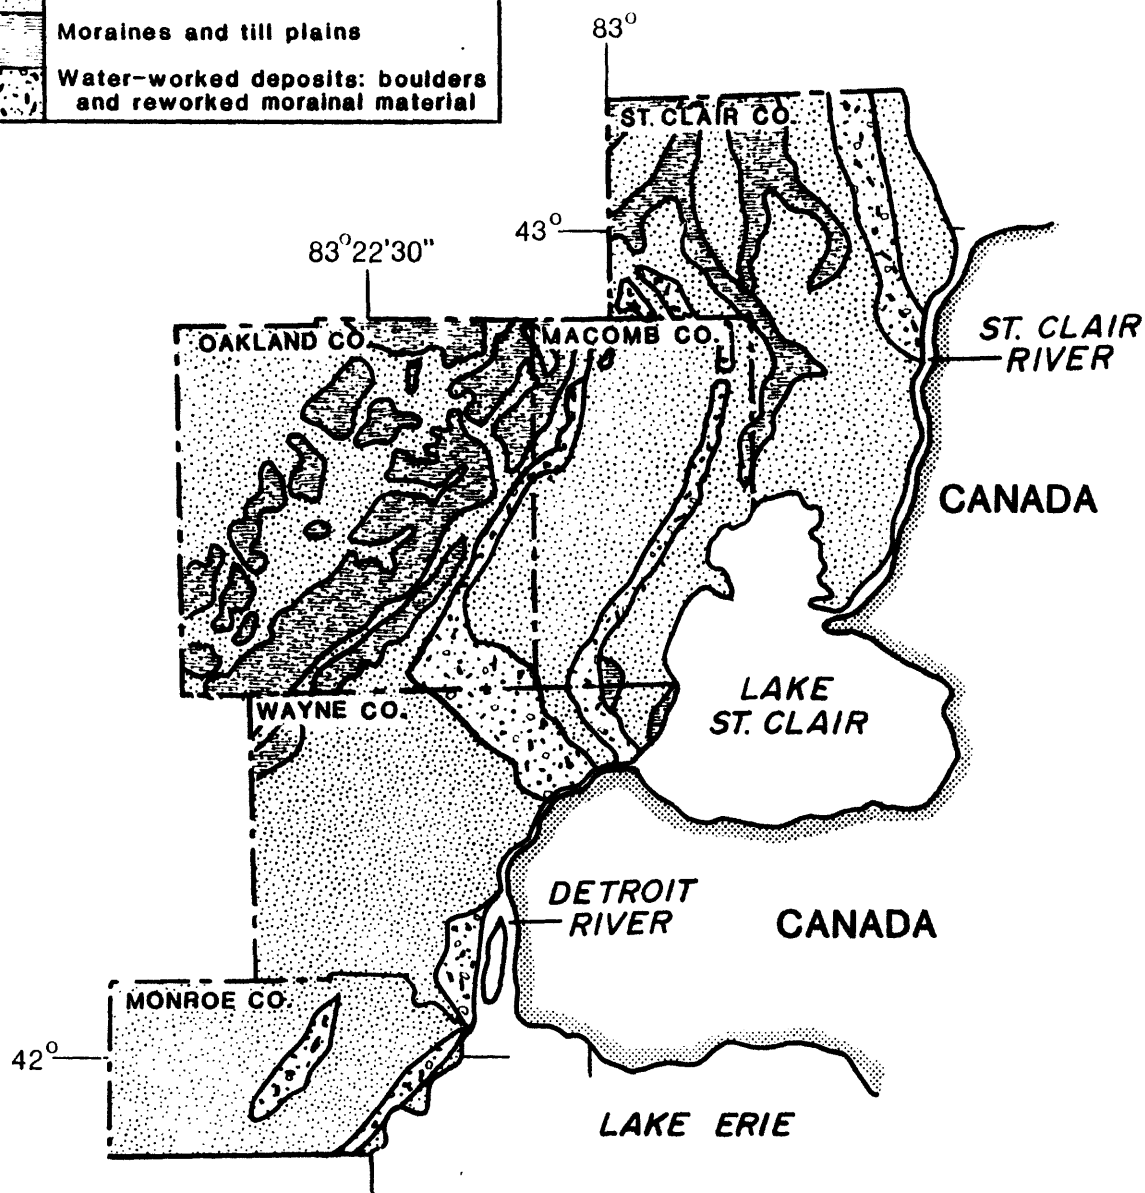 Moraines and till plains
Water-worked deposits: boulders
and reworked morainal material
83°
ST. CLAIR CO.
43°
83°22'30"
OAKLAND CO.
MACOMB CO.
ST. CLAIR
RIVER
CANADA
LAKE
ST. CLAIR
WAYNE CO.
DETROIT
RIVER
CANADA
MONROE CO.
42°
LAKE ERIE